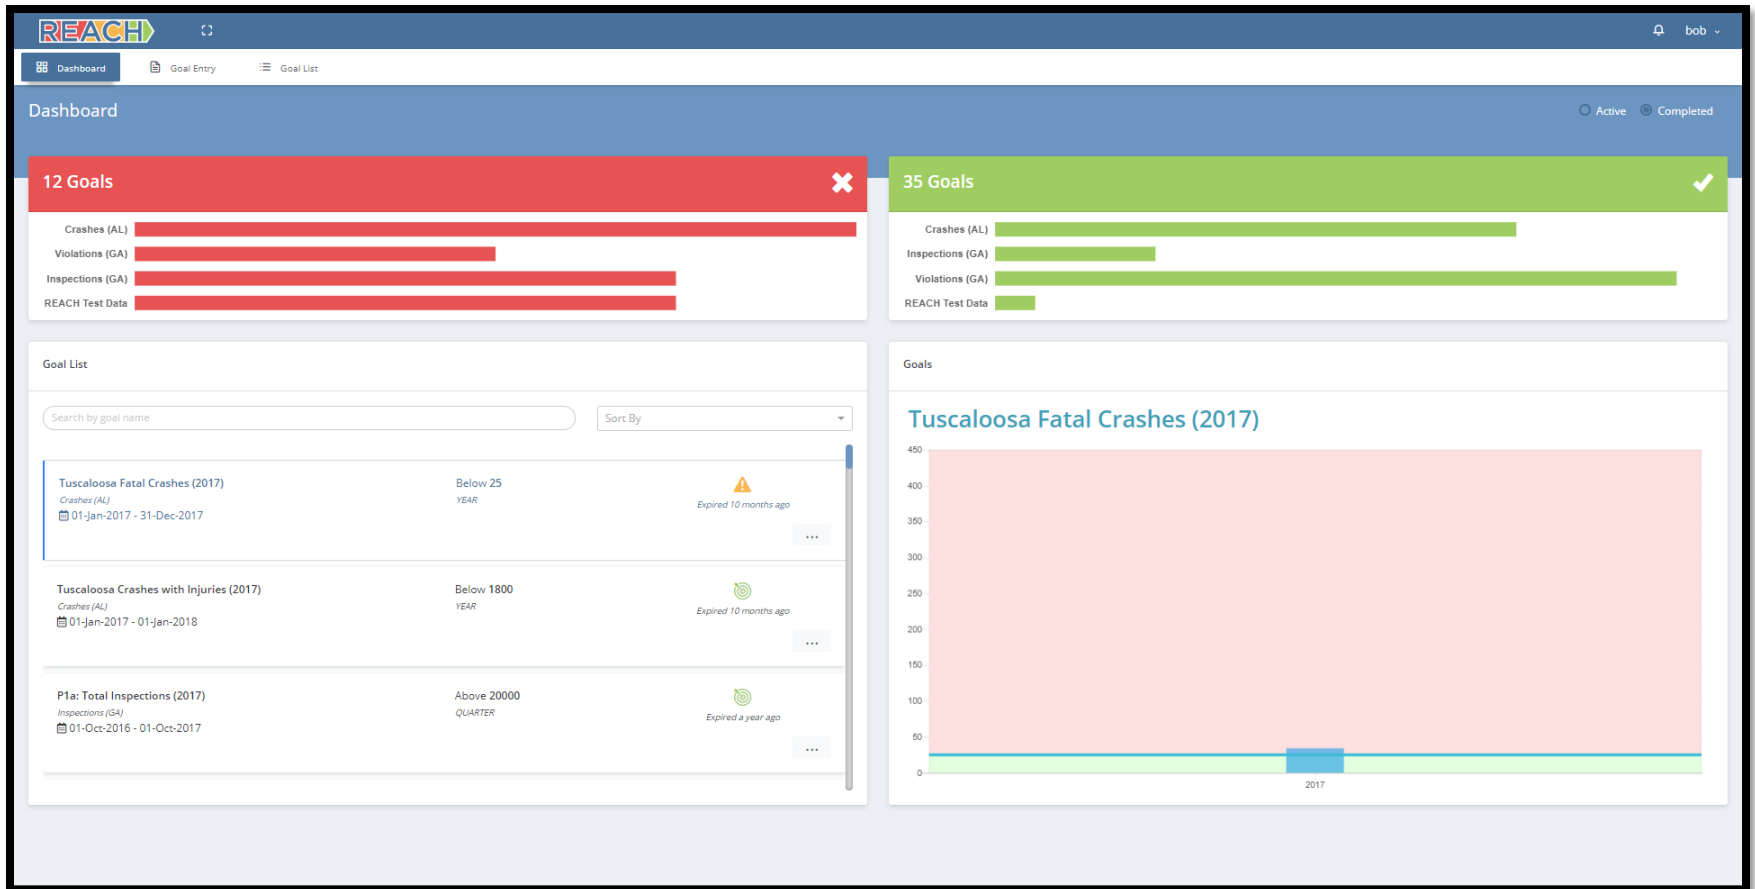 REACH
bob
Dashboard
Goal Entry
Goal List
Dashboard
Active
Completed
12 Goals
Crashes (AL)
Violations (GA)
Inspections (GA)
REACH Test Data
35 Goals
Crashes (AL)
Inspections (GA)
Violations (GA)
REACH Test Data
Goal List
Search by goal name
Sort By
Tuscaloosa Fatal Crashes (2017)
Crashes (AL)
01-Jan-2017 - 31-Dec-2017
Below 25
YEAR
Expired 10 months ago
...
Tuscaloosa Crashes with Injuries (2017)
Crashes (AL)
01-Jan-2017 - 01-Jan-2018
Below 1800
YEAR
Expired 10 months ago
...
P1a: Total Inspections (2017)
Inspections (GA)
01-Oct-2016 - 01-Oct-2017
Above 20000
QUARTER
Expired a year ago
...
Goals
Tuscaloosa Fatal Crashes (2017)
450
400
350
300
250
200
150
100
50
0
2017